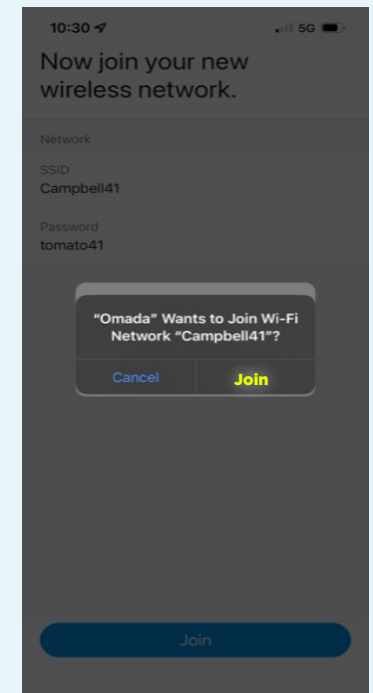 10:30
5G
Now join your new
wireless network.
Network
SSID
Campbell41
Password
tomato41
“Omada” Wants to Join Wi-Fi
Network “Campbell41”?
Cancel
Join
Join